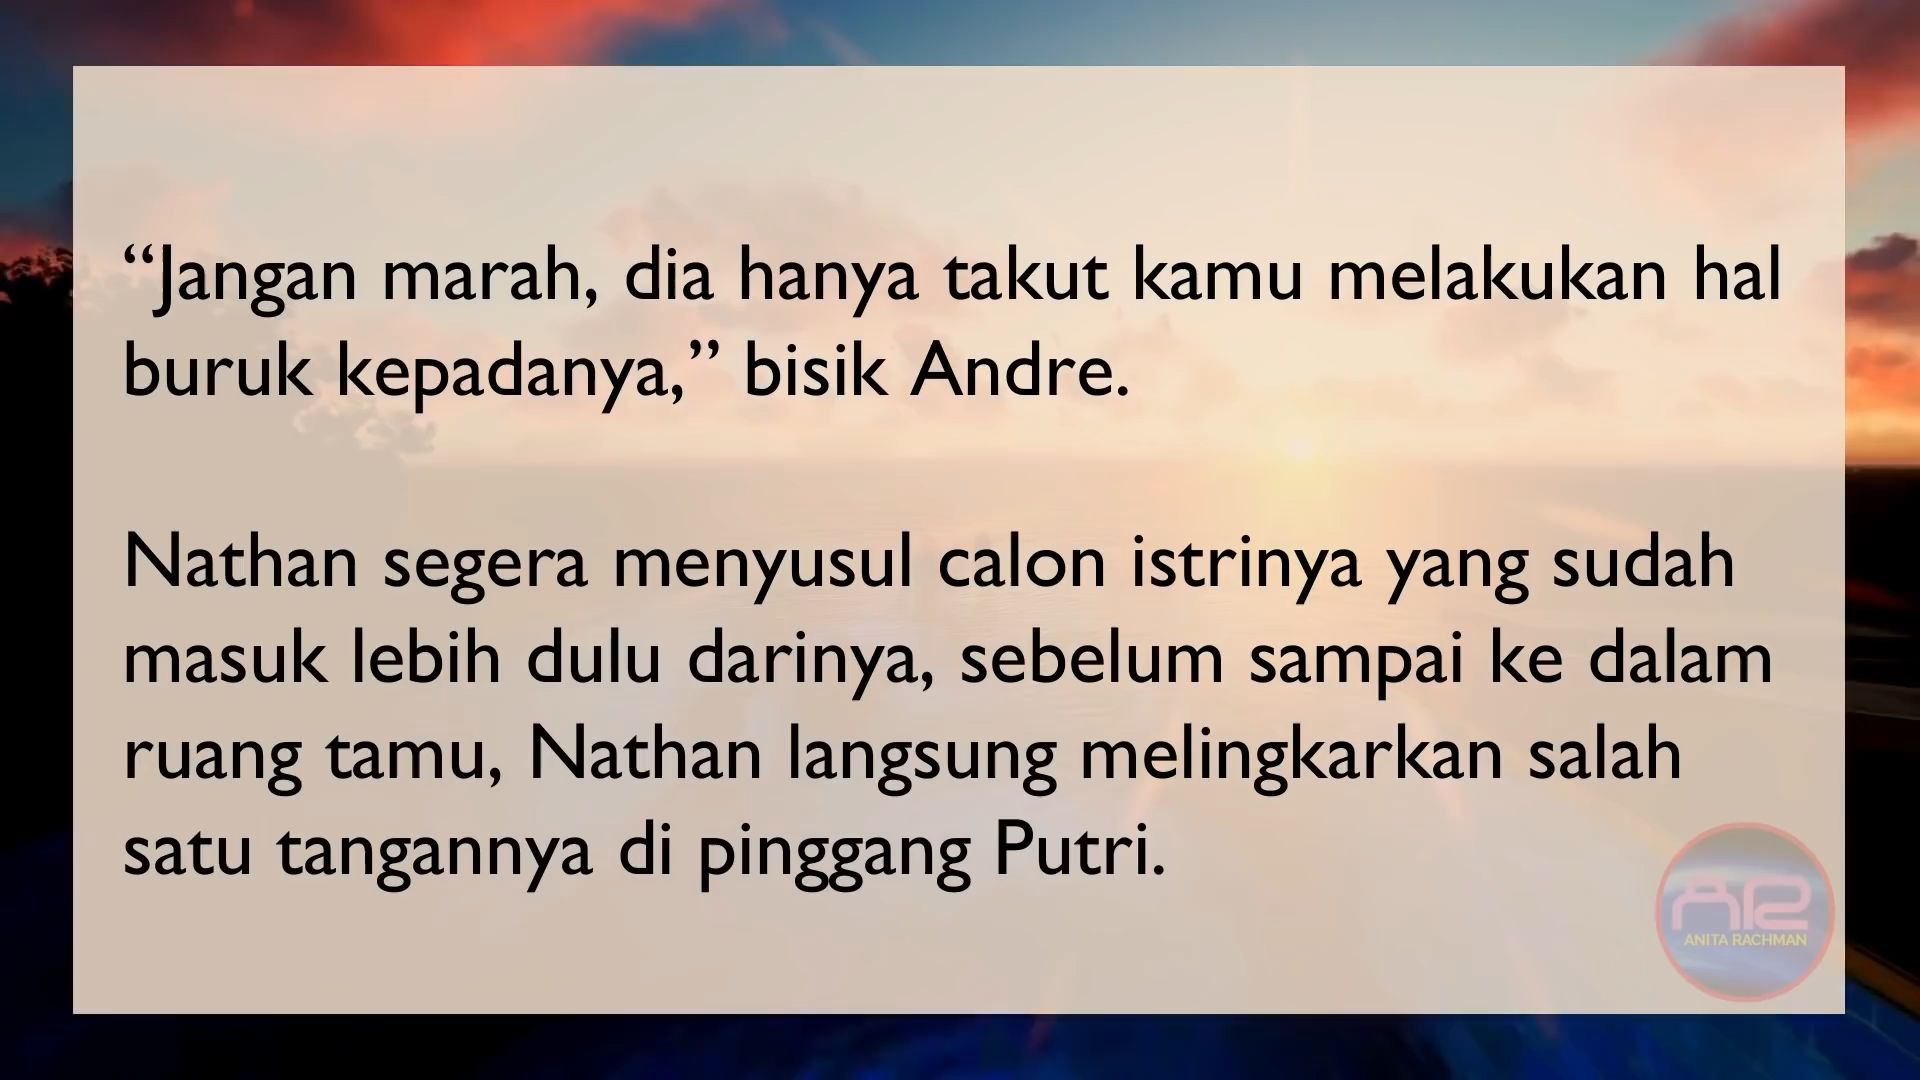 “Jangan marah, dia hanya takut kamu melakukan hal
buruk kepadanya,” bisik Andre.
Nathan segera menyusul calon istrinya yang sudah
masuk lebih dulu darinya, sebelum sampai ke dalam
ruang tamu, Nathan langsung melingkarkan salah
satu tangannya di pinggang Putri.
AR
ANITA RACHMAN